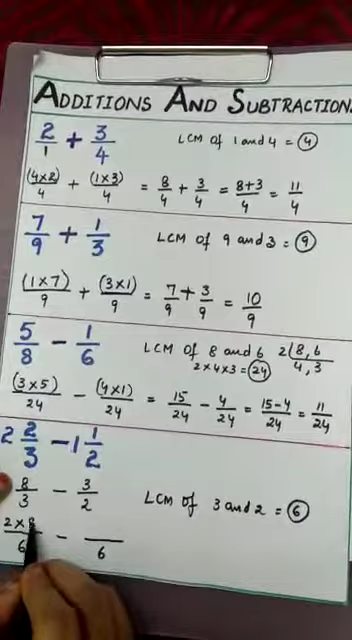 ADDITIONS AND SUBTRACTION
2/1 + 3/4 LCM of 1 and 4 = 4
(4×2)/4 + (1×3)/4 = 8/4 + 3/4 = 8+3/4 = 11/4
7/9 + 1/3 LCM of 9 and 3 = 9
(1×7)/9 + (3×1)/9 = 7/9 + 3/9 = 10/9
5/8 − 1/6 LCM of 8 and 6 2(8,6
2×4×3 = 24 4,3
(3×5)/24 − (4×1)/24 = 15/24 − 4/24 = 15−4/24 = 11/24
2 2/3 − 1 1/2
8/3 − 3/2 LCM of 3 and 2 = 6
2×8/6 − /6